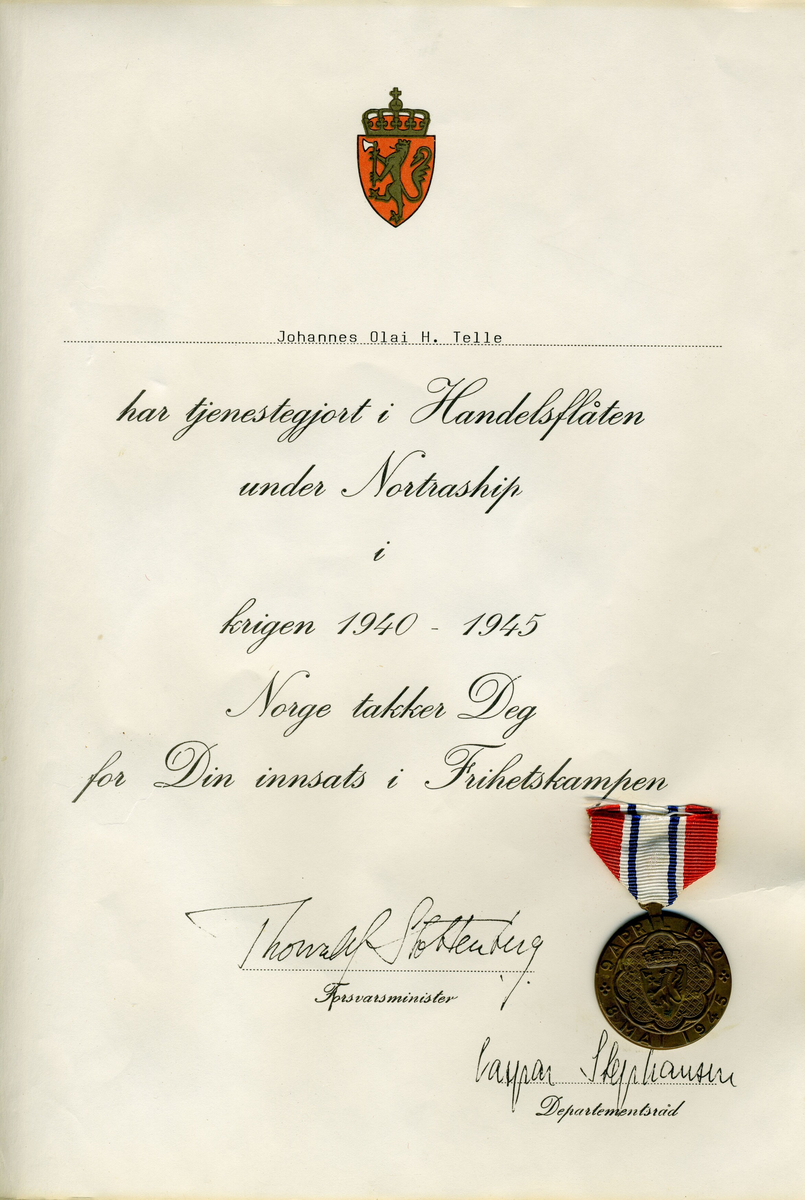 Johannes Olai H. Telle
har tjenestegjort i Handelsflåten
under Nortraship
i
krigen 1940 - 1945
Norge takker Deg
for Din innsats i Frihetskampen
Thorvald Stoltenberg
Forsvarsminister
9 APRIL 1940
8 MAI 1945
Caspar Stephansen
Departementsråd